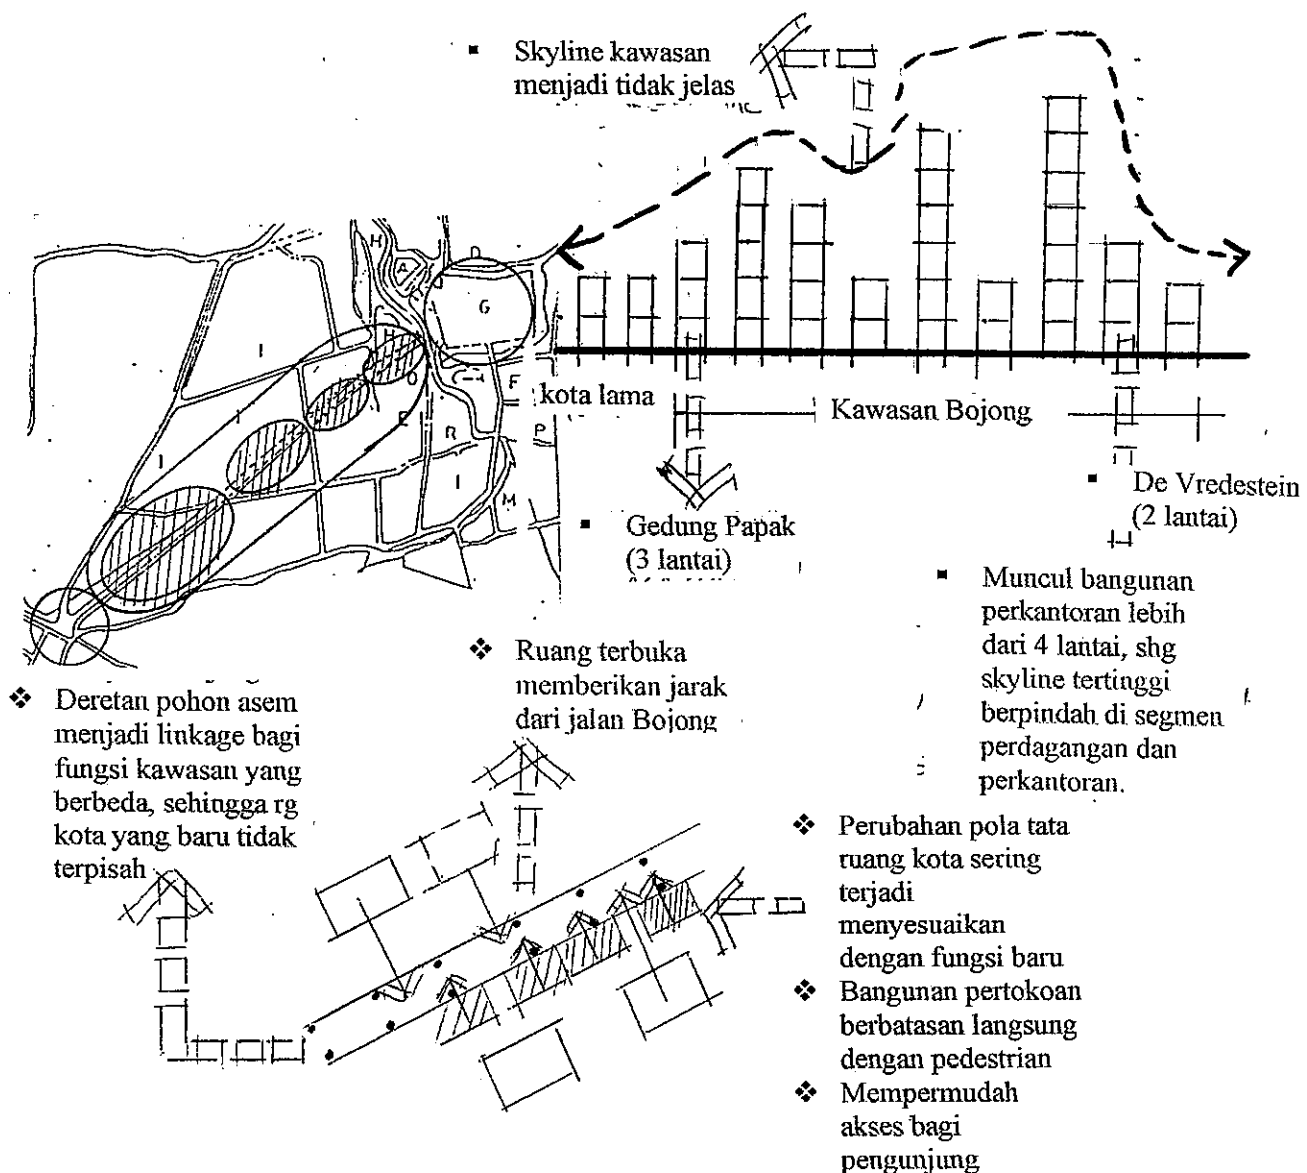 ▪ Skyline kawasan
menjadi tidak jelas
H
A
D
G
I
H
O
I
E
F
R
P
I
I
M
I
kota lama
Kawasan Bojong
▪ Gedung Papak
(3 lantai)
▪ De Vredestein
(2 lantai)
▪ Muncul bangunan
perkantoran lebih
dari 4 lantai, shg
skyline tertinggi
berpindah di segmen
perdagangan dan
perkantoran.
❖ Deretan pohon asem
menjadi linkage bagi
fungsi kawasan yang
berbeda, sehingga rg
kota yang baru tidak
terpisah
❖ Ruang terbuka
memberikan jarak
dari jalan Bojong
❖ Perubahan pola tata
ruang kota sering
terjadi
menyesuaikan
dengan fungsi baru
❖ Bangunan pertokoan
berbatasan langsung
dengan pedestrian
❖ Mempermudah
akses bagi
pengunjung